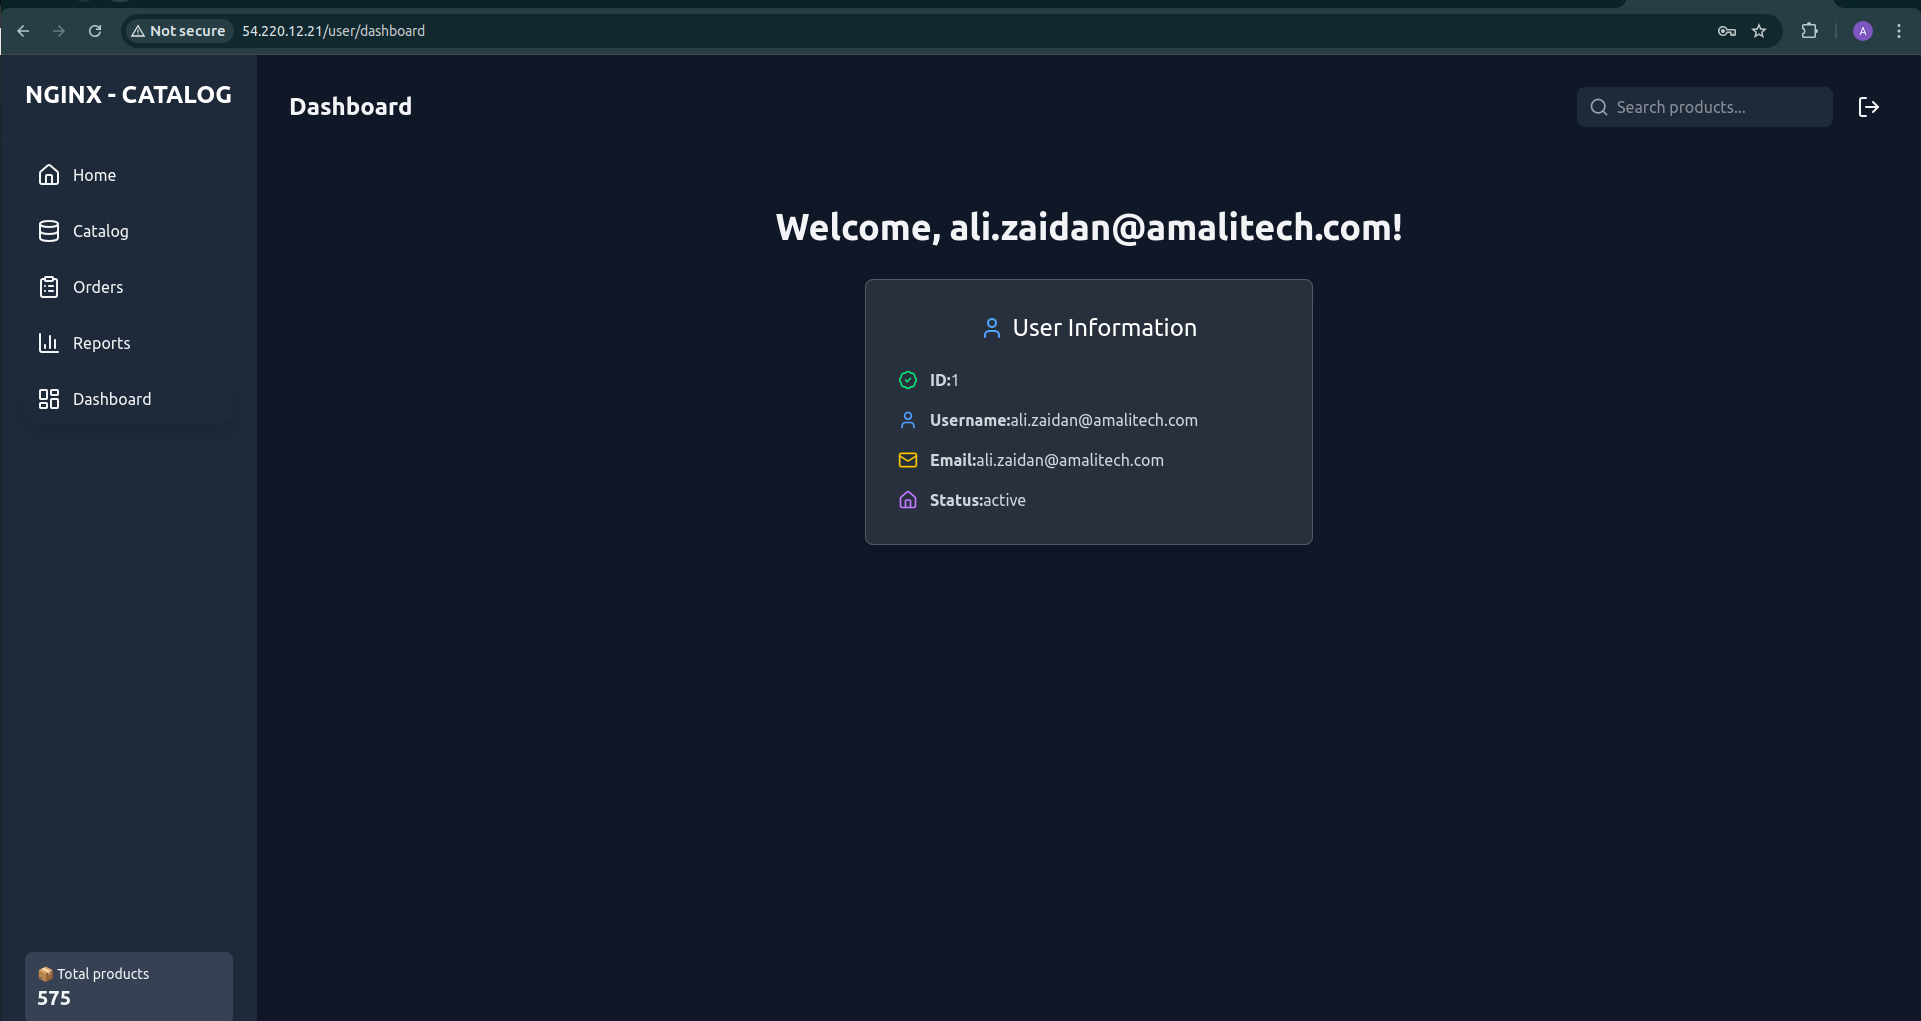 Not secure 54.220.12.21/user/dashboard
A
NGINX - CATALOG
Home
Catalog
Orders
Reports
Dashboard
📦 Total products
575
Dashboard
Search products...
Welcome, ali.zaidan@amalitech.com!
User Information
ID:1
Username:ali.zaidan@amalitech.com
Email:ali.zaidan@amalitech.com
Status:active